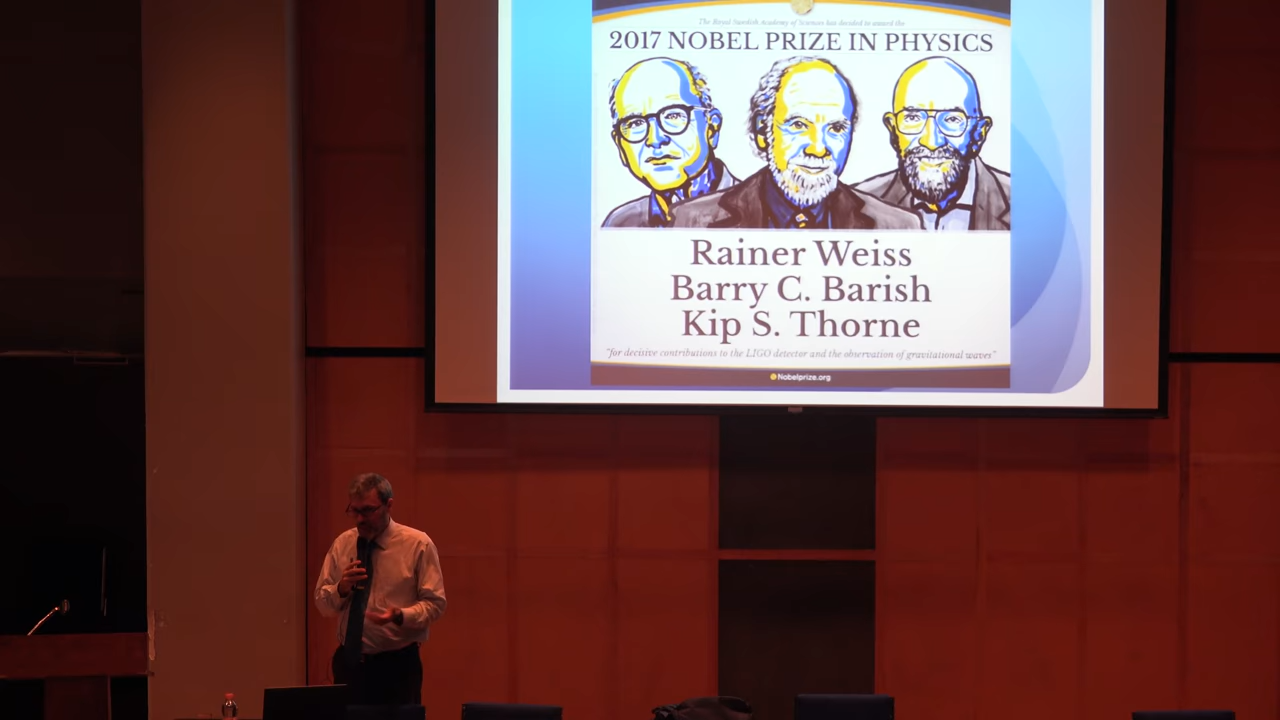 The Royal Swedish Academy of Sciences has decided to award the
2017 NOBEL PRIZE IN PHYSICS
Rainer Weiss
Barry C. Barish
Kip S. Thorne
"for decisive contributions to the LIGO detector and the observation of gravitational waves"
Nobelprize.org